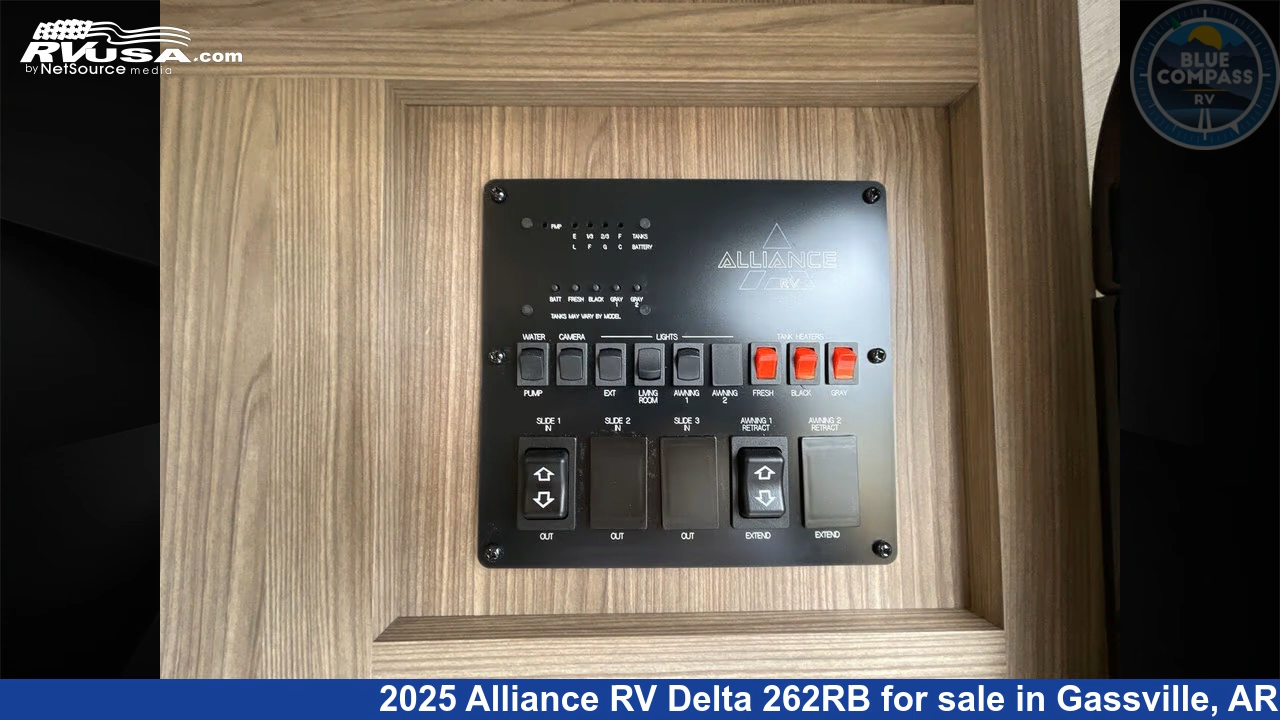 RVUSA.com
by NetSource media
BLUE
COMPASS
RV
PMP
E 1/3 2/3 F TANKS
L F G C BATTERY
ALLIANCE
RV
BATT FRESH BLACK GRAY 1 GRAY 2
TANKS MAY VARY BY MODEL
WATER CAMERA LIGHTS TANK HEATERS
PUMP EXT LIVING ROOM AWNING 1 AWNING 2 FRESH BLACK GRAY
SLIDE 1 IN SLIDE 2 IN SLIDE 3 IN AWNING 1 RETRACT AWNING 2 RETRACT
OUT OUT OUT EXTEND EXTEND
2025 Alliance RV Delta 262RB for sale in Gassville, AR